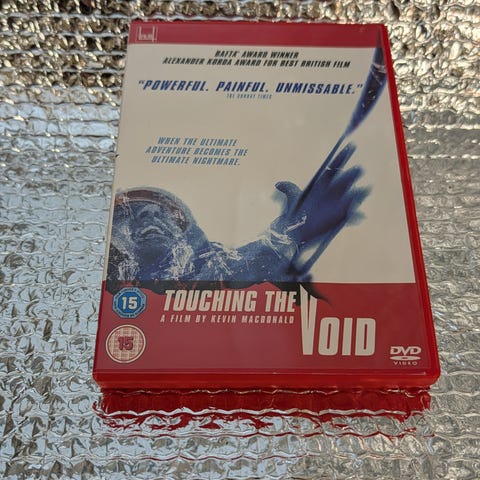 BAFTA AWARD WINNER
ALEXANDER KORDA AWARD FOR BEST BRITISH FILM
"POWERFUL. PAINFUL. UNMISSABLE."
THE SUNDAY TIMES
WHEN THE ULTIMATE
ADVENTURE BECOMES THE
ULTIMATE NIGHTMARE.
15
TOUCHING THE
VOID
A FILM BY KEVIN MACDONALD
15
DVD
VIDEO